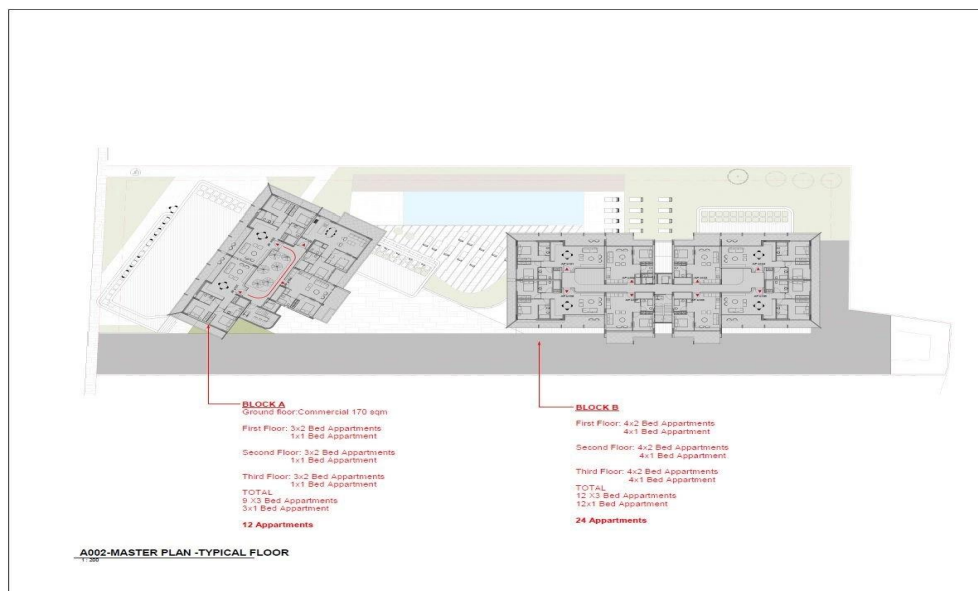 BLOCK A
Ground floor:Commercial 170 sqm
First Floor: 3x2 Bed Appartments
1x1 Bed Appartment
Second Floor: 3x2 Bed Appartments
1x1 Bed Appartment
Third Floor: 3x2 Bed Appartments
1x1 Bed Appartment
TOTAL
9 X3 Bed Appartments
3x1 Bed Appartment
12 Appartments
BLOCK B
First Floor: 4x2 Bed Appartments
4x1 Bed Appartment
Second Floor: 4x2 Bed Appartments
4x1 Bed Appartment
Third Floor: 4x2 Bed Appartments
4x1 Bed Appartment
TOTAL
12 X3 Bed Appartments
12x1 Bed Appartment
24 Appartments
A002-MASTER PLAN -TYPICAL FLOOR